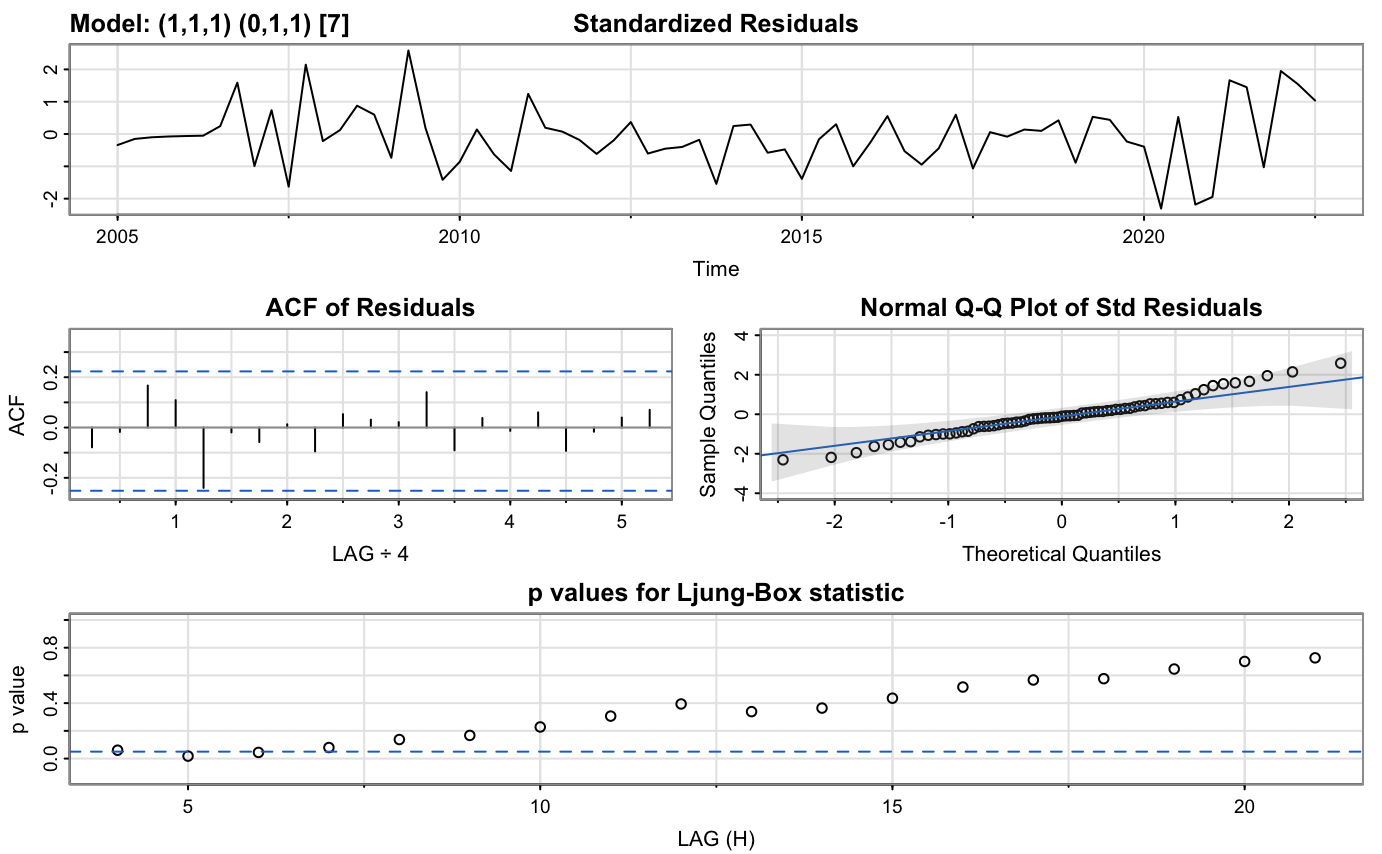 Model: (1,1,1) (0,1,1) [7] Standardized Residuals
2
1
0
-2
2005 2010 2015 2020
Time
ACF of Residuals
ACF
0.2
0.0
-0.2
1 2 3 4 5
LAG ÷ 4
Normal Q-Q Plot of Std Residuals
Sample Quantiles
4
2
0
-2
-4
-2 -1 0 1 2
Theoretical Quantiles
p values for Ljung-Box statistic
p value
0.8
0.4
0.0
5 10 15 20
LAG (H)